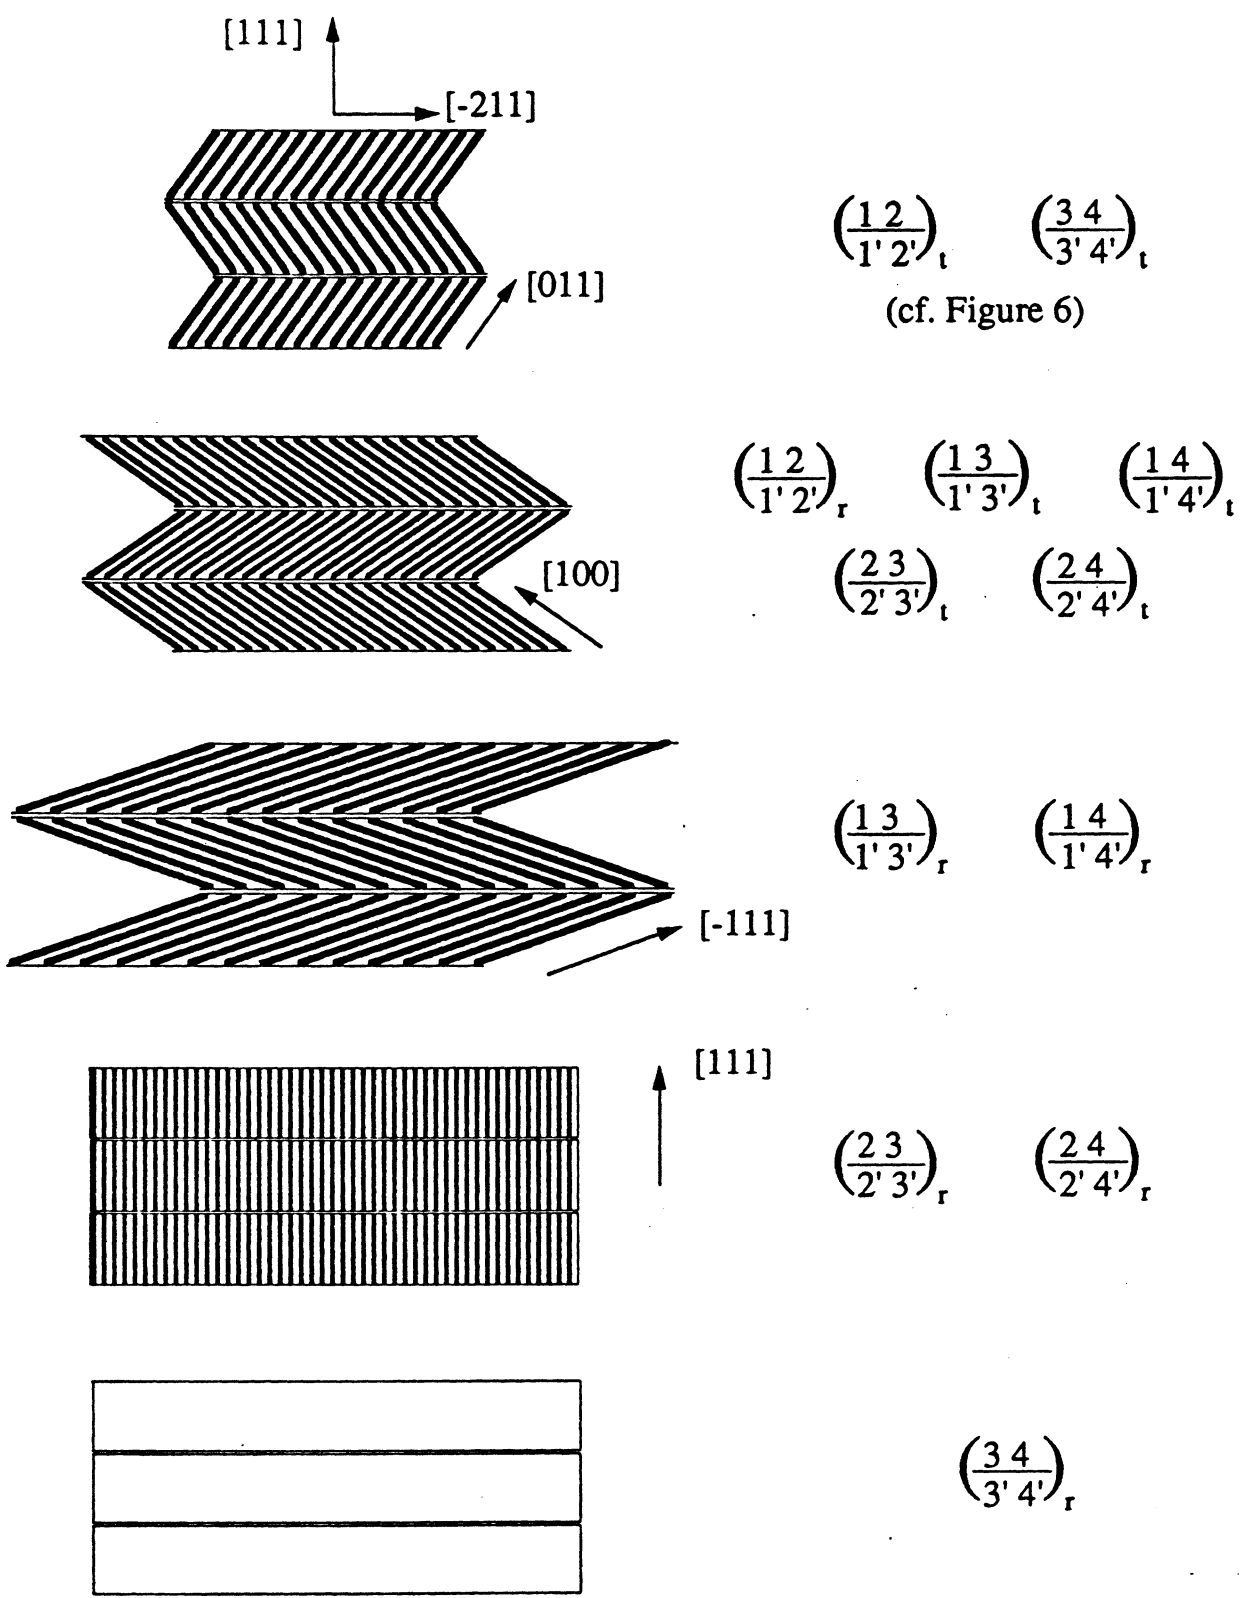 [111]
[-211]
(1 2 / 1' 2')t (3 4 / 3' 4')t
[011]
(cf. Figure 6)
(1 2 / 1' 2')r (1 3 / 1' 3')t (1 4 / 1' 4')t
[100]
(2 3 / 2' 3')t (2 4 / 2' 4')t
(1 3 / 1' 3')r (1 4 / 1' 4')r
[-111]
[111]
(2 3 / 2' 3')r (2 4 / 2' 4')r
(3 4 / 3' 4')r